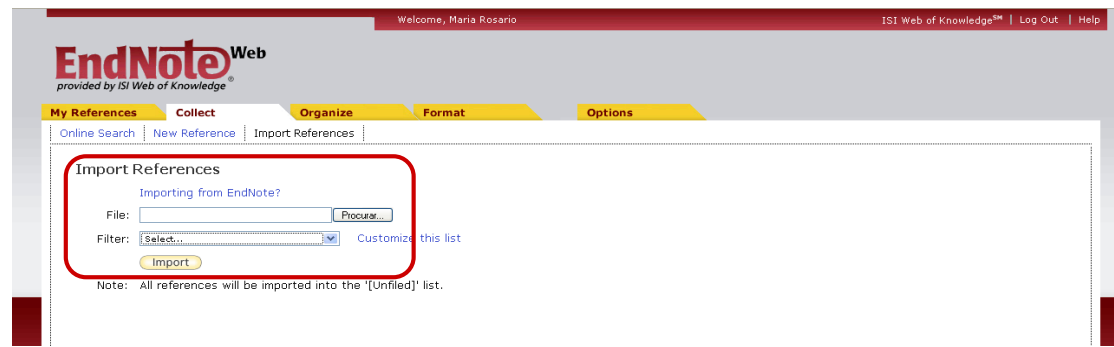 Welcome, Maria Rosario ISI Web of Knowledge℠ | Log Out | Help
EndNote Web
provided by ISI Web of Knowledge®
My References Collect Organize Format Options
Online Search New Reference Import References
Import References
Importing from EndNote?
File: Procurar...
Filter: Select... Customize this list
Import
Note: All references will be imported into the '[Unfiled]' list.